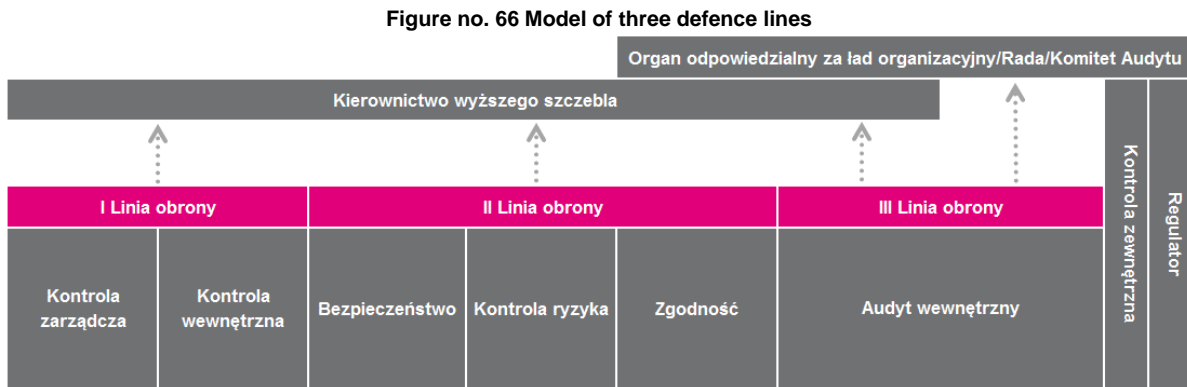 Figure no. 66 Model of three defence lines
Organ odpowiedzialny za ład organizacyjny/Rada/Komitet Audytu
Kierownictwo wyższego szczebla
I Linia obrony
II Linia obrony
III Linia obrony
Kontrola
zarządcza
Kontrola
wewnętrzna
Bezpieczeństwo
Kontrola ryzyka
Zgodność
Audyt wewnętrzny
Kontrola zewnętrzna
Regulator